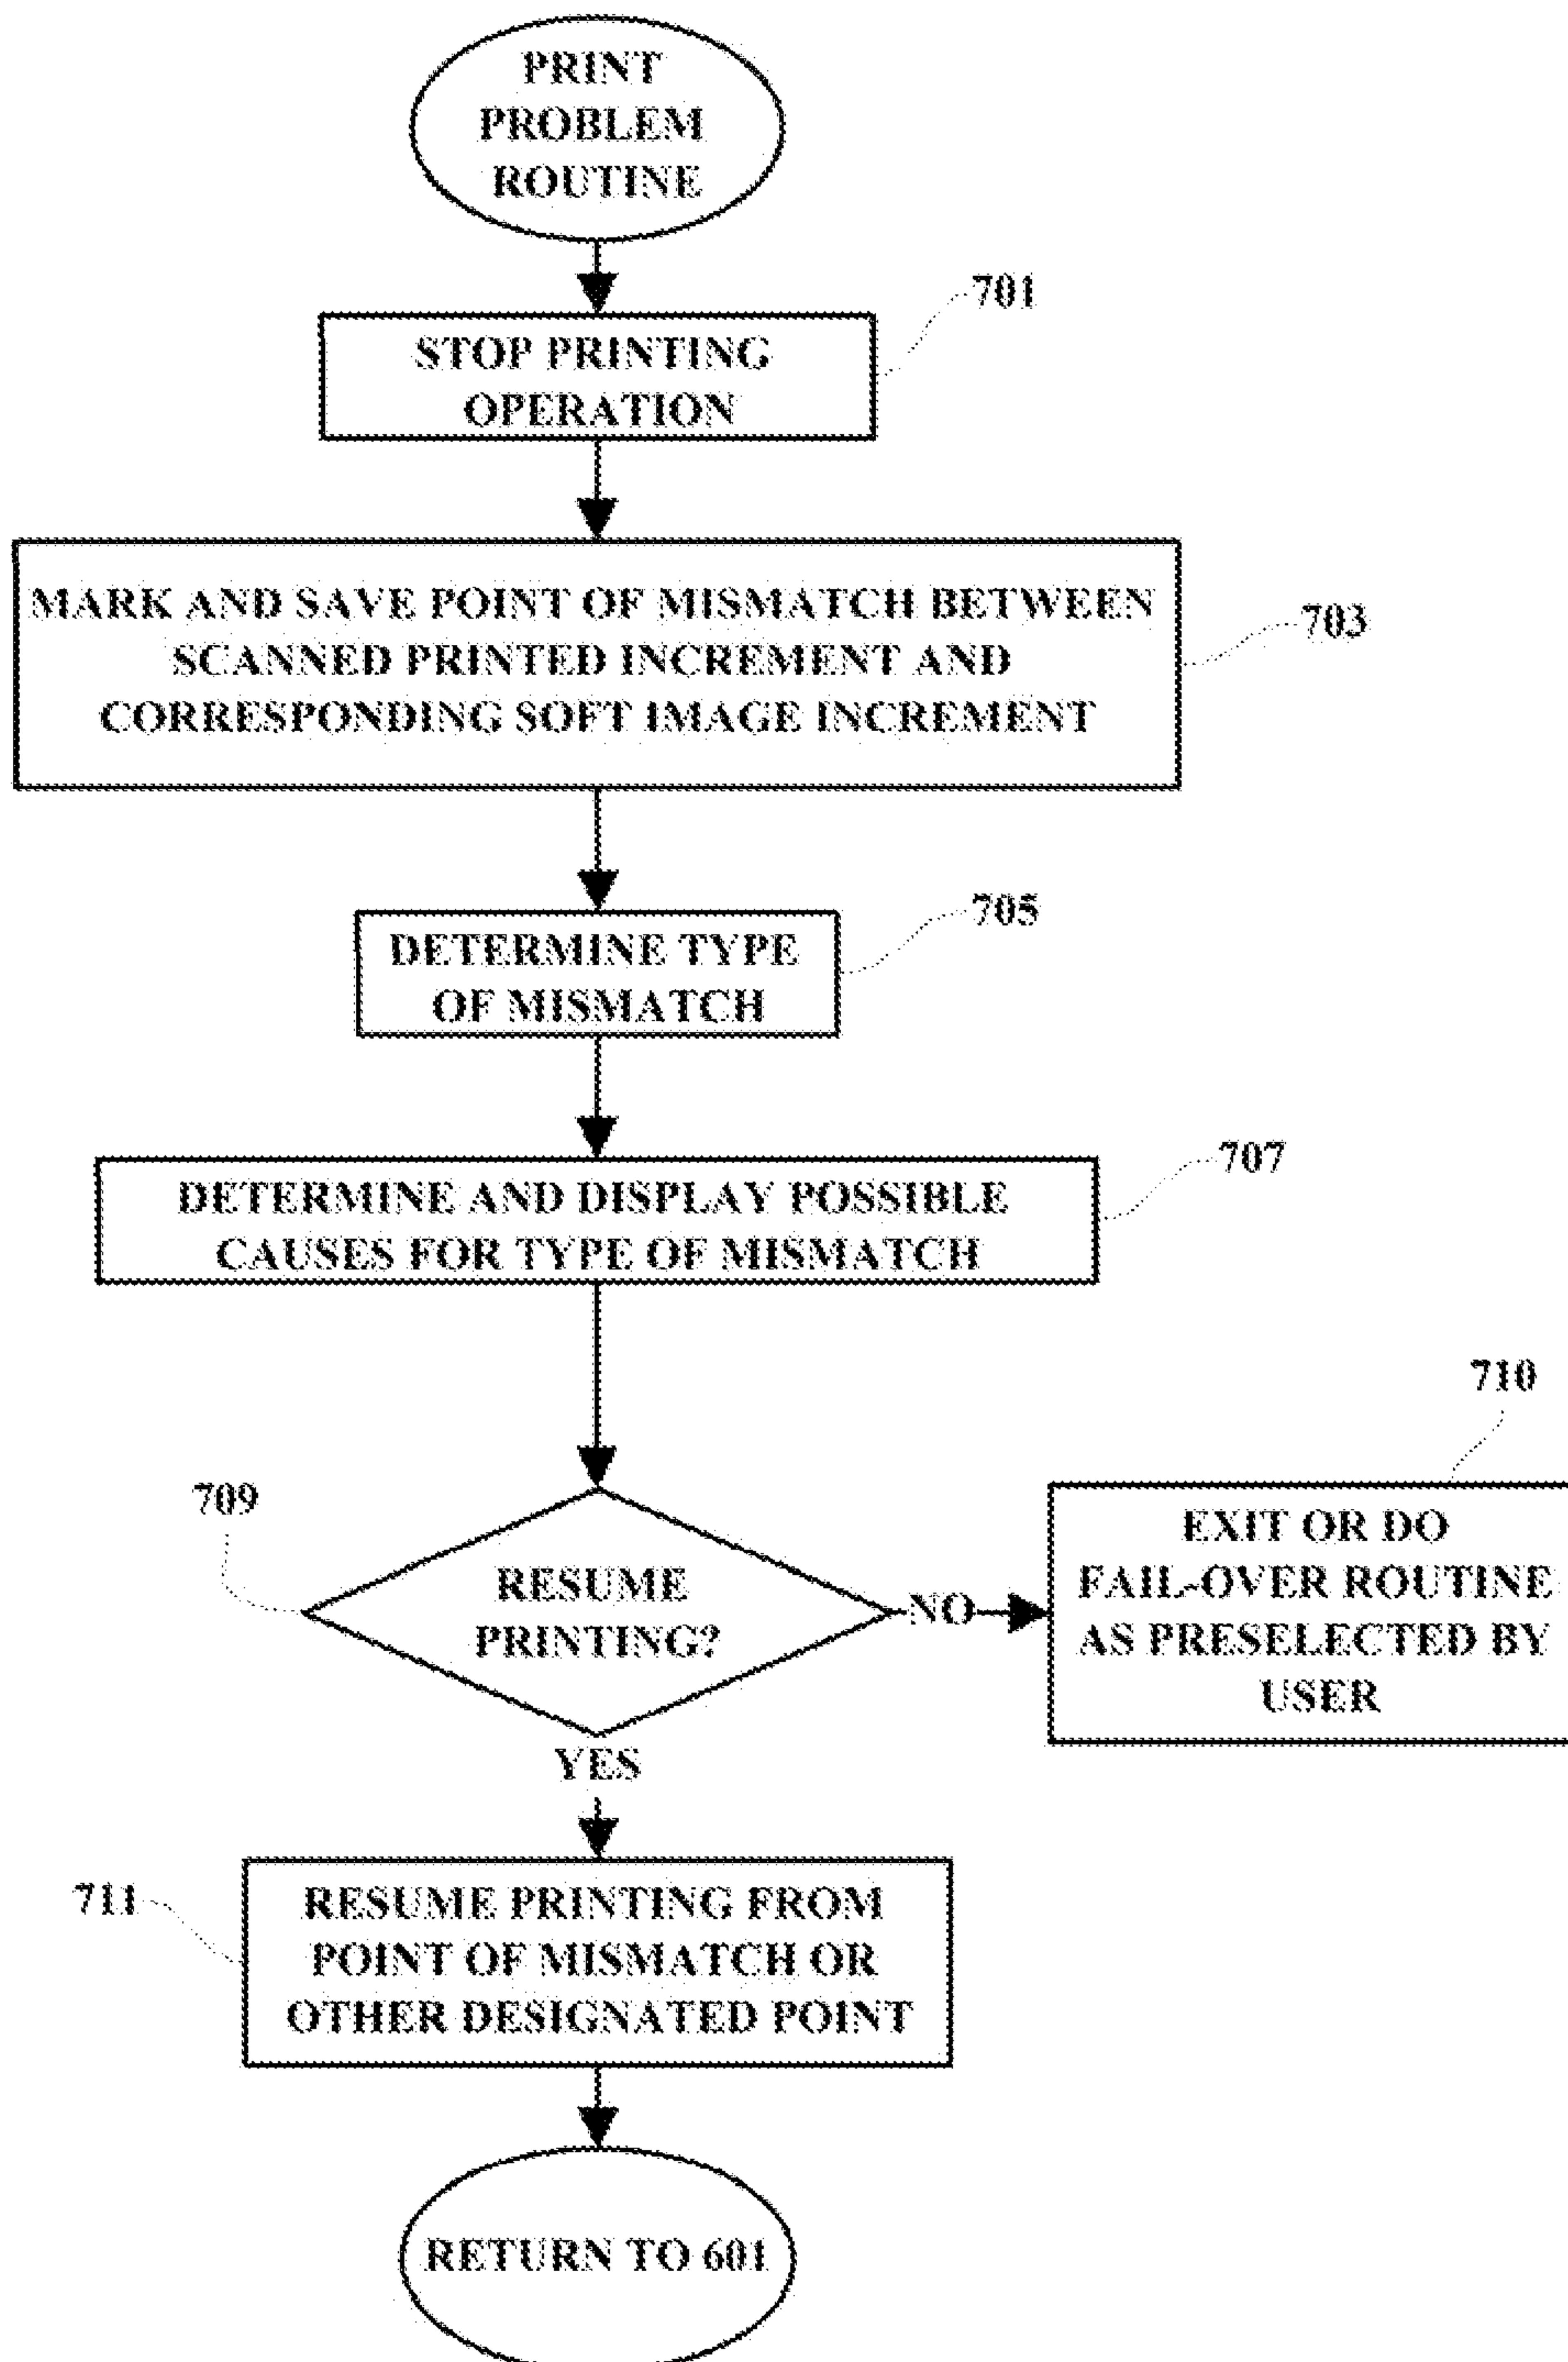 PRINT
PROBLEM
ROUTINE
701
STOP PRINTING
OPERATION
MARK AND SAVE POINT OF MISMATCH BETWEEN
SCANNED PRINTED INCREMENT AND
CORRESPONDING SOFT IMAGE INCREMENT
703
705
DETERMINE TYPE
OF MISMATCH
707
DETERMINE AND DISPLAY POSSIBLE
CAUSES FOR TYPE OF MISMATCH
709
RESUME
PRINTING?
NO
710
EXIT OR DO
FAIL-OVER ROUTINE
AS PRESELECTED BY
USER
YES
711
RESUME PRINTING FROM
POINT OF MISMATCH OR
OTHER DESIGNATED POINT
RETURN TO 601